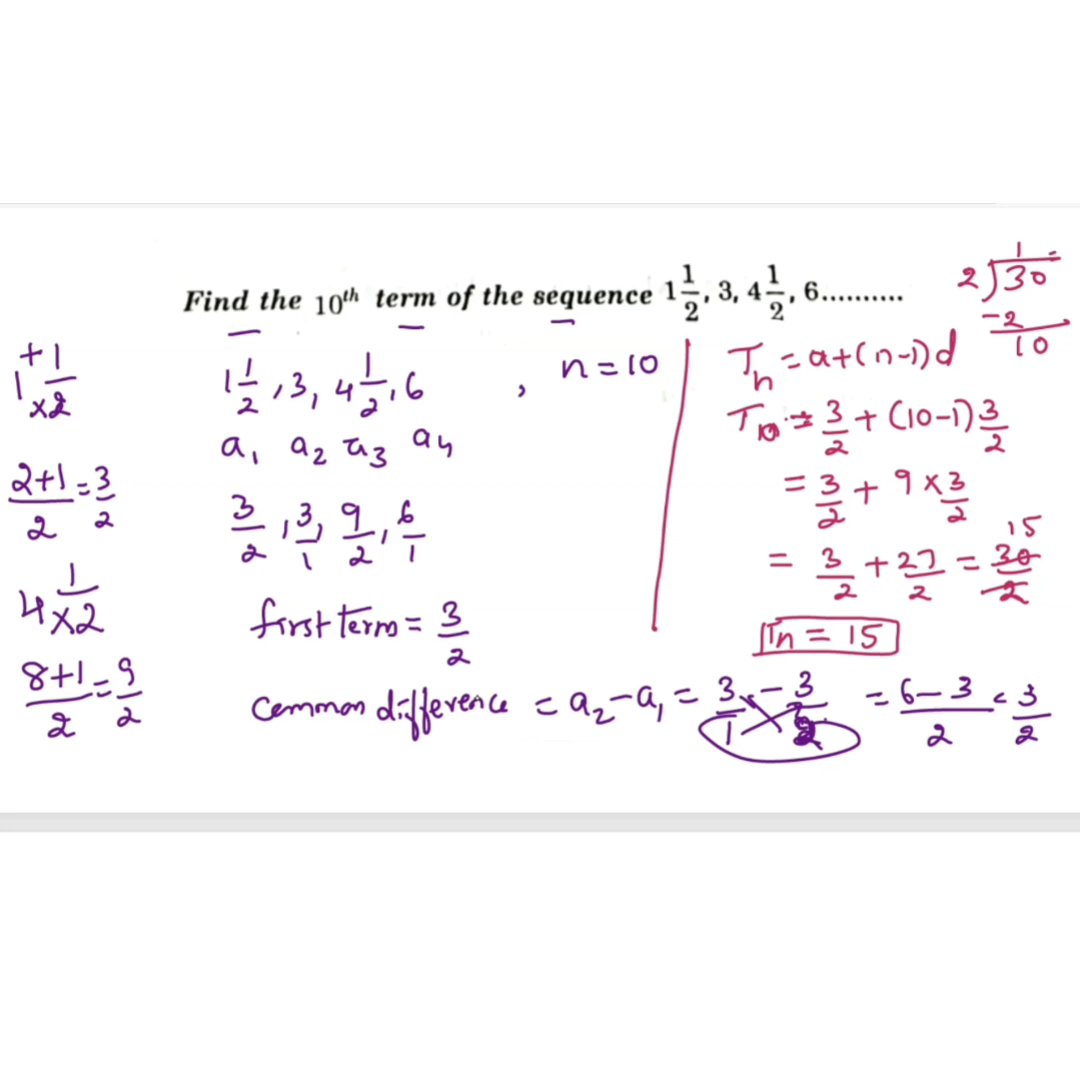 Find the 10th term of the sequence 1 1/2, 3, 4 1/2, 6..........
1 +1/×2
2+1/2 = 3/2
4 1/×2
8+1/2 = 9/2
1 1/2, 3, 4 1/2, 6 , n = 10
a1 a2 a3 a4
3/2, 3/1, 9/2, 6/1
first term = 3/2
Common difference = a2 - a1 = 3/1 - 3/2 = 6-3/2 = 3/2
2)30
1
-2
10
Tn = a+(n-1)d
T10 = 3/2 + (10-1)3/2
= 3/2 + 9×3/2
= 3/2 + 27/2 = 30/2 15
Tn = 15